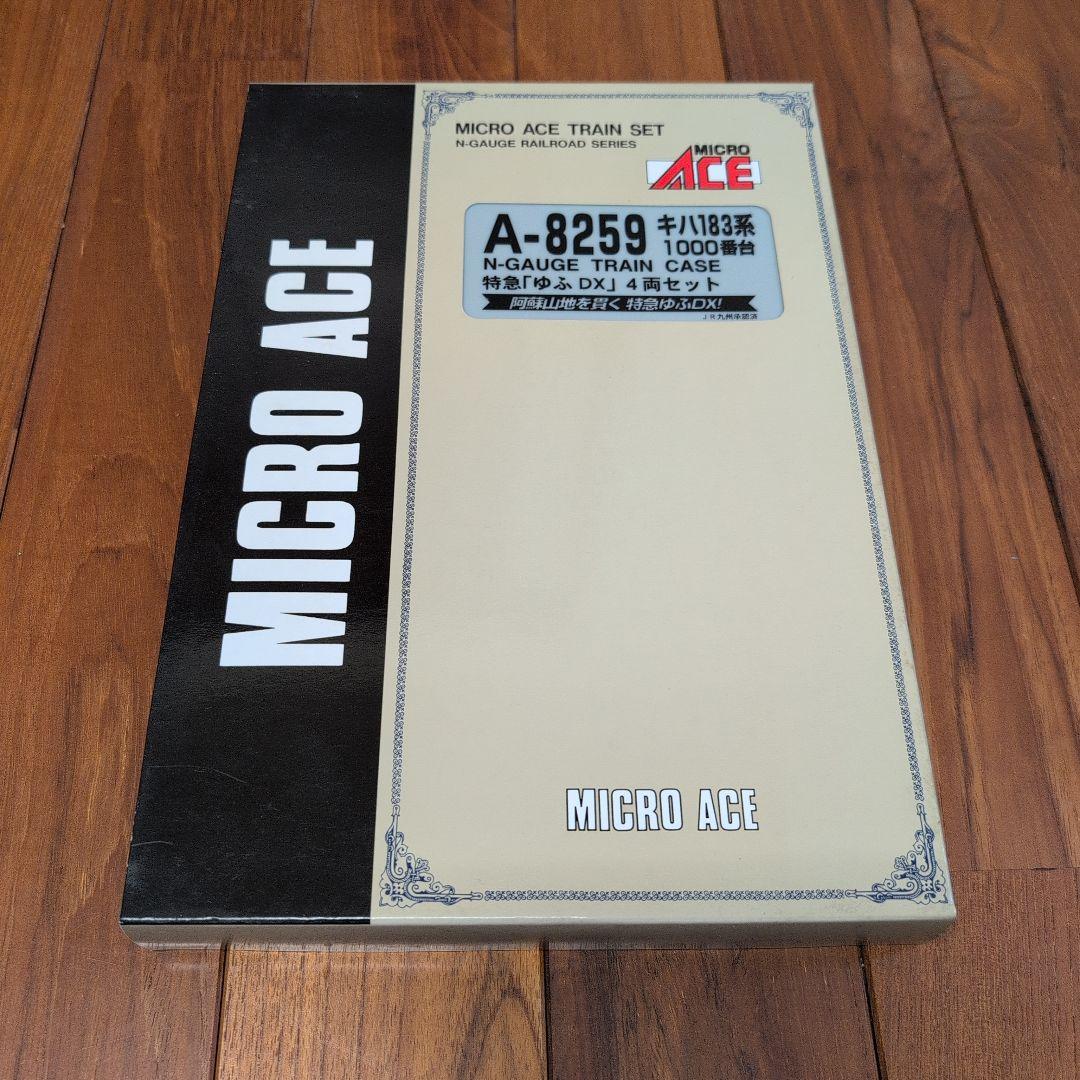 MICRO ACE
MICRO ACE TRAIN SET
N-GAUGE RAILROAD SERIES
MICRO
ACE
A-8259 キハ183系
1000番台
N-GAUGE TRAIN CASE
特急「ゆふ DX」4両セット
阿蘇山地を貫く 特急ゆふDX!
JR九州承認済
MICRO ACE